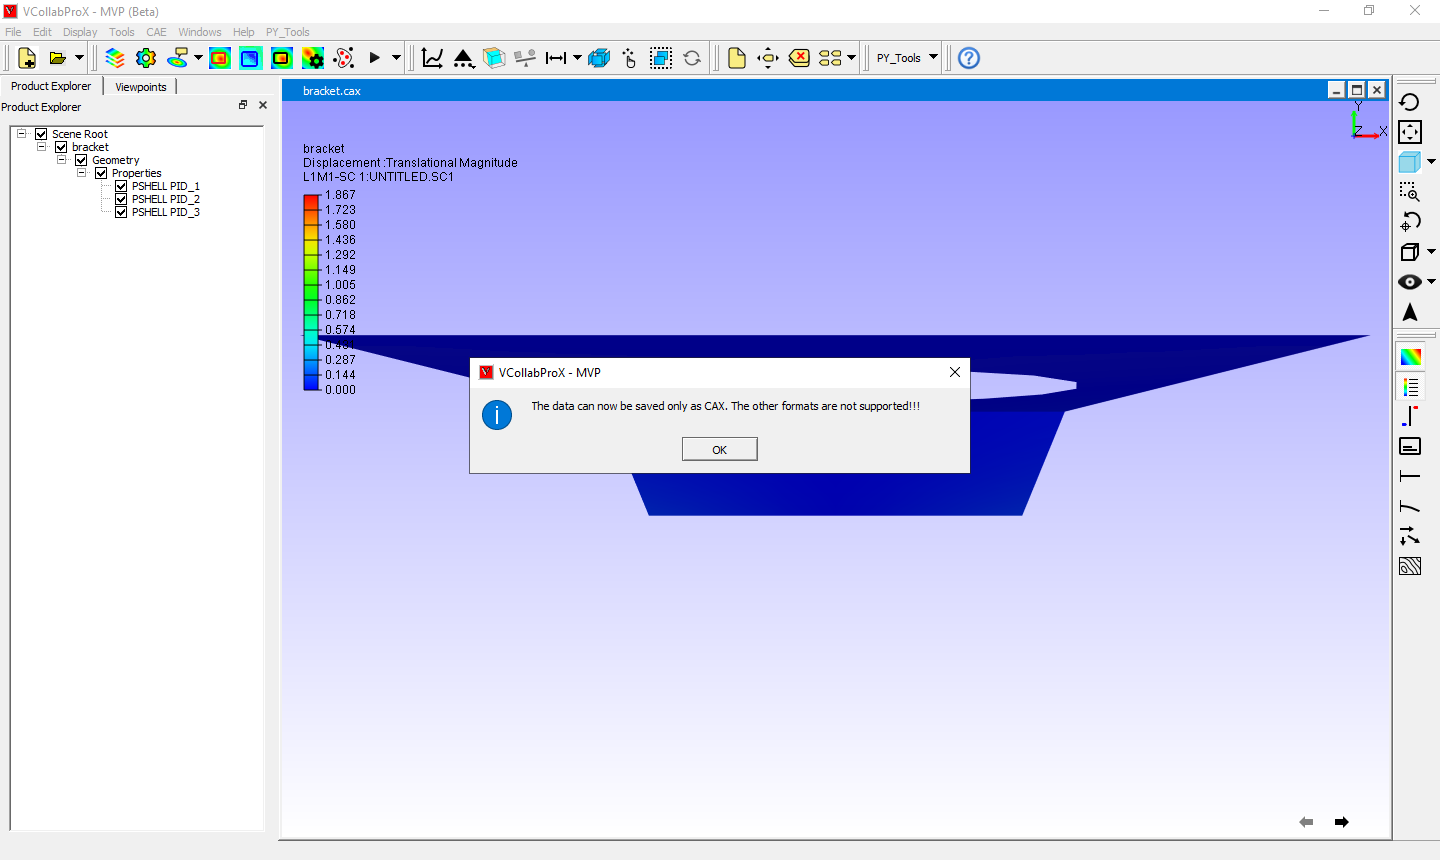 VCollabProX - MVP (Beta)
File Edit Display Tools CAE Windows Help PY_Tools
PY_Tools
Product Explorer Viewpoints
Product Explorer
Scene Root
bracket
Geometry
Properties
PSHELL PID_1
PSHELL PID_2
PSHELL PID_3
bracket.cax
Y
Z X
bracket
Displacement :Translational Magnitude
L1M1-SC 1:UNTITLED.SC1
1.867
1.723
1.580
1.436
1.292
1.149
1.005
0.862
0.718
0.574
0.431
0.287
0.144
0.000
VCollabProX - MVP
The data can now be saved only as CAX. The other formats are not supported!!!
OK